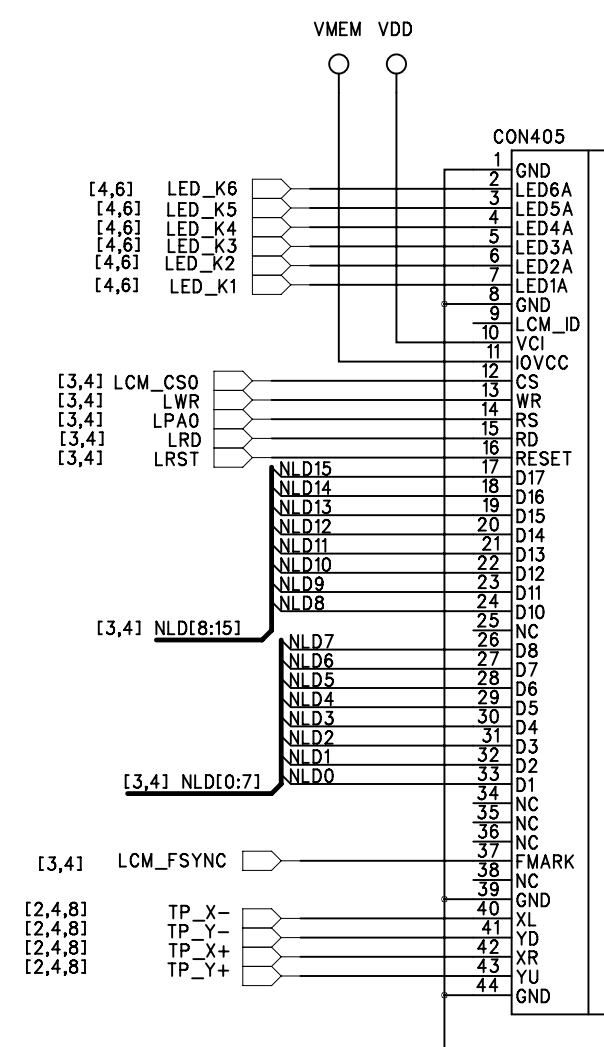 VMEM VDD
CON405
1 GND
[4,6] LED_K6 2 LED6A
[4,6] LED_K5 3 LED5A
[4,6] LED_K4 4 LED4A
[4,6] LED_K3 5 LED3A
[4,6] LED_K2 6 LED2A
[4,6] LED_K1 7 LED1A
8 GND
9 LCM_ID
10 VCI
11 IOVCC
[3,4] LCM_CS0 12 CS
[3,4] LWR 13 WR
[3,4] LPA0 14 RS
[3,4] LRD 15 RD
[3,4] LRST 16 RESET
NLD15 17 D17
NLD14 18 D16
NLD13 19 D15
NLD12 20 D14
NLD11 21 D13
NLD10 22 D12
NLD9 23 D11
NLD8 24 D10
[3,4] NLD[8:15] 25 NC
NLD7 26 D8
NLD6 27 D7
NLD5 28 D6
NLD4 29 D5
NLD3 30 D4
NLD2 31 D3
NLD1 32 D2
[3,4] NLD[0:7] NLD0 33 D1
34 NC
35 NC
36 NC
[3,4] LCM_FSYNC 37 FMARK
38 NC
39 GND
[2,4,8] TP_X- 40 XL
[2,4,8] TP_Y- 41 YD
[2,4,8] TP_X+ 42 XR
[2,4,8] TP_Y+ 43 YU
44 GND